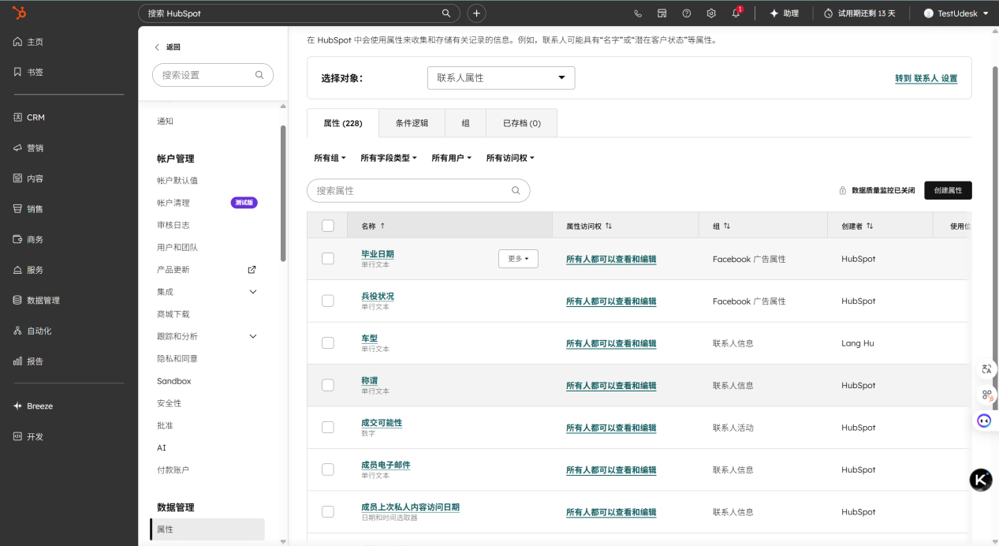 搜索 HubSpot
1
助理
试用期还剩 13 天
TestUdesk
主页
书签
CRM
营销
内容
销售
商务
服务
数据管理
自动化
报告
Breeze
开发
返回
搜索设置
通知
帐户管理
帐户默认值
帐户清理 测试版
审核日志
用户和团队
产品更新
集成
商城下载
跟踪和分析
隐私和同意
Sandbox
安全性
批准
AI
付款账户
数据管理
属性
在 HubSpot 中会使用属性来收集和存储有关记录的信息。例如，联系人可能具有“名字”或“潜在客户状态”等属性。
选择对象： 联系人属性 转到 联系人 设置
属性 (228) 条件逻辑 组 已存档 (0)
所有组 所有字段类型 所有用户 所有访问权
搜索属性 数据质量监控已关闭 创建属性
名称 属性访问权 组 创建者 使用位
毕业日期 更多 所有人都可以查看和编辑 Facebook 广告属性 HubSpot
单行文本
兵役状况 所有人都可以查看和编辑 Facebook 广告属性 HubSpot
单行文本
车型 所有人都可以查看和编辑 联系人信息 Lang Hu
单行文本
称谓 所有人都可以查看和编辑 联系人信息 HubSpot
单行文本
成交可能性 所有人都可以查看和编辑 联系人活动 HubSpot
数字
成员电子邮件 所有人都可以查看和编辑 联系人信息 HubSpot
单行文本
成员上次私人内容访问日期 所有人都可以查看和编辑 联系人信息 HubSpot
日期和时间选取器